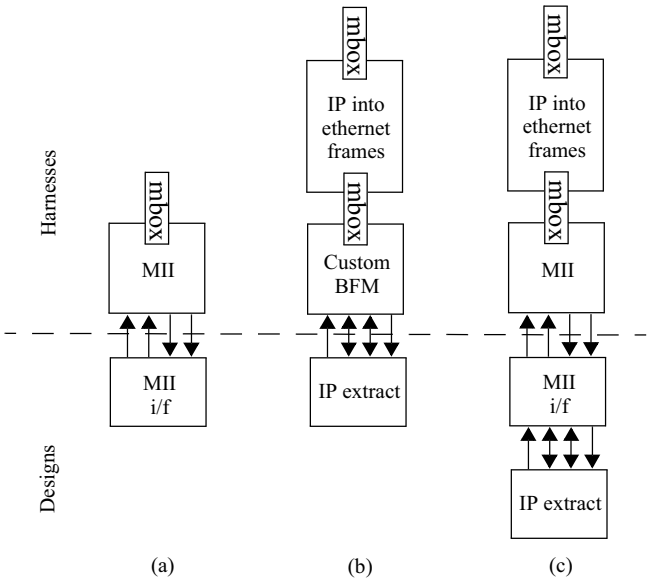 mbox
IP into
ethernet
frames
mbox
Custom
BFM
IP extract
mbox
IP into
ethernet
frames
mbox
MII
MII
i/f
IP extract
mbox
MII
MII
i/f
Harnesses
Designs
(a)
(b)
(c)